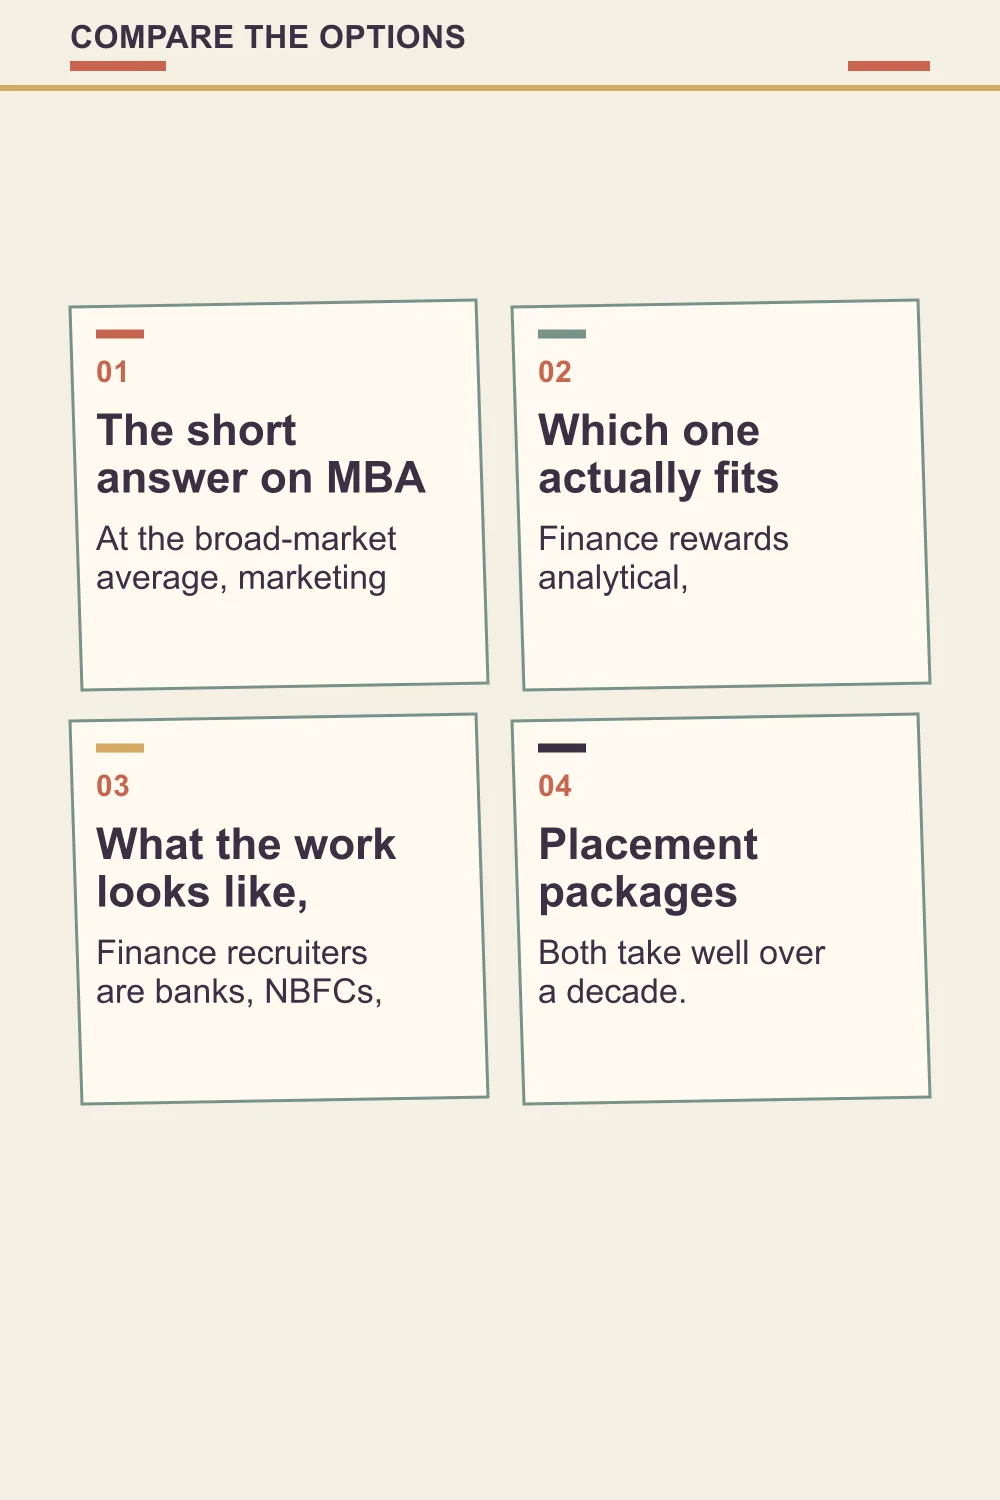 COMPARE THE OPTIONS
01
The short
answer on MBA
At the broad-market
average, marketing
02
Which one
actually fits
Finance rewards
analytical,
03
What the work
looks like,
Finance recruiters
are banks, NBFCs,
04
Placement
packages
Both take well over
a decade.